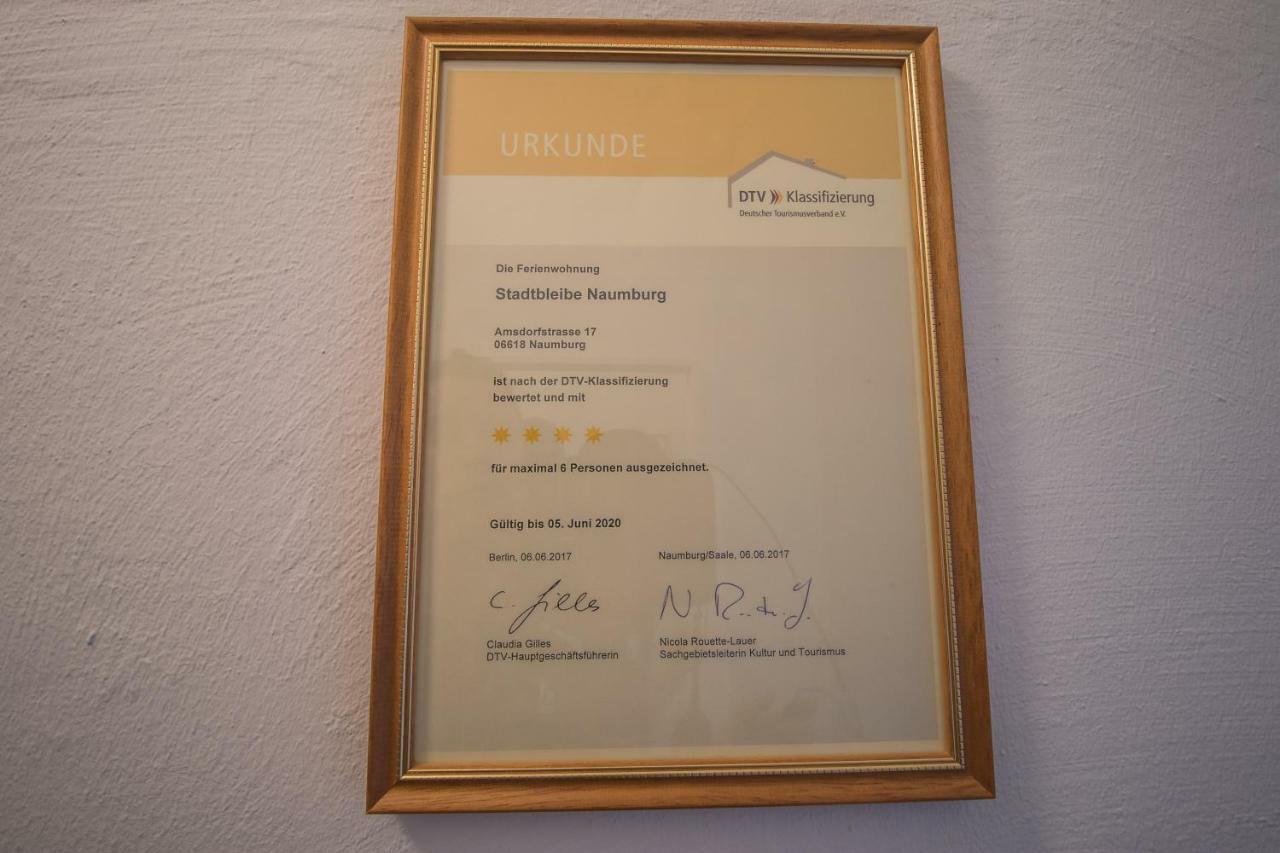 URKUNDE
DTV Klassifizierung
Deutscher Tourismusverband e.V.
Die Ferienwohnung
Stadtbleibe Naumburg
Amsdorfstrasse 17
06618 Naumburg
ist nach der DTV-Klassifizierung
bewertet und mit
für maximal 6 Personen ausgezeichnet.
Gültig bis 05. Juni 2020
Berlin, 06.06.2017
Naumburg/Saale, 06.06.2017
C. Gilles
Claudia Gilles
DTV-Hauptgeschäftsführerin
Nicola Rouette-Lauer
Sachgebietsleiterin Kultur und Tourismus